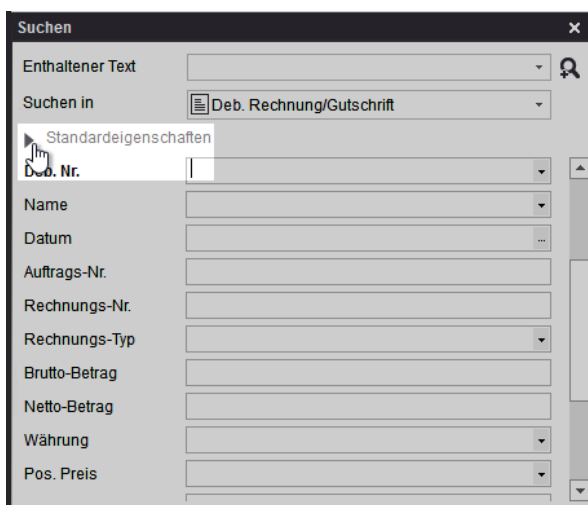 Suchen
Enthaltener Text
Suchen in Deb. Rechnung/Gutschrift
Standardeigenschaften
Deb. Nr.
Name
Datum ...
Auftrags-Nr.
Rechnungs-Nr.
Rechnungs-Typ
Brutto-Betrag
Netto-Betrag
Währung
Pos. Preis